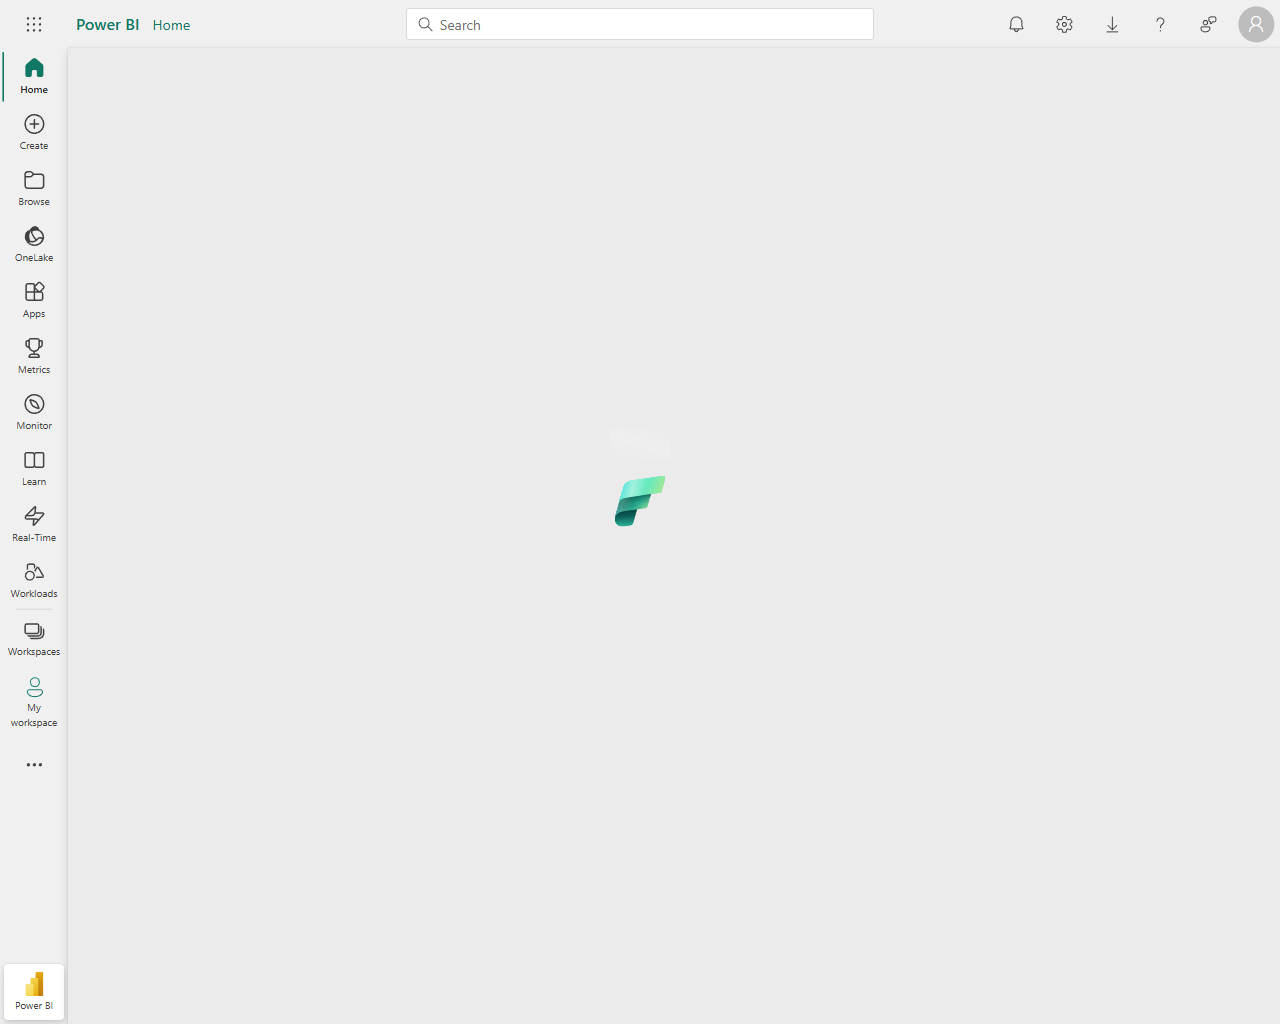 Power BI Home
Search
Home
Create
Browse
OneLake
Apps
Metrics
Monitor
Learn
Real-Time
Workloads
Workspaces
My
workspace
Power BI